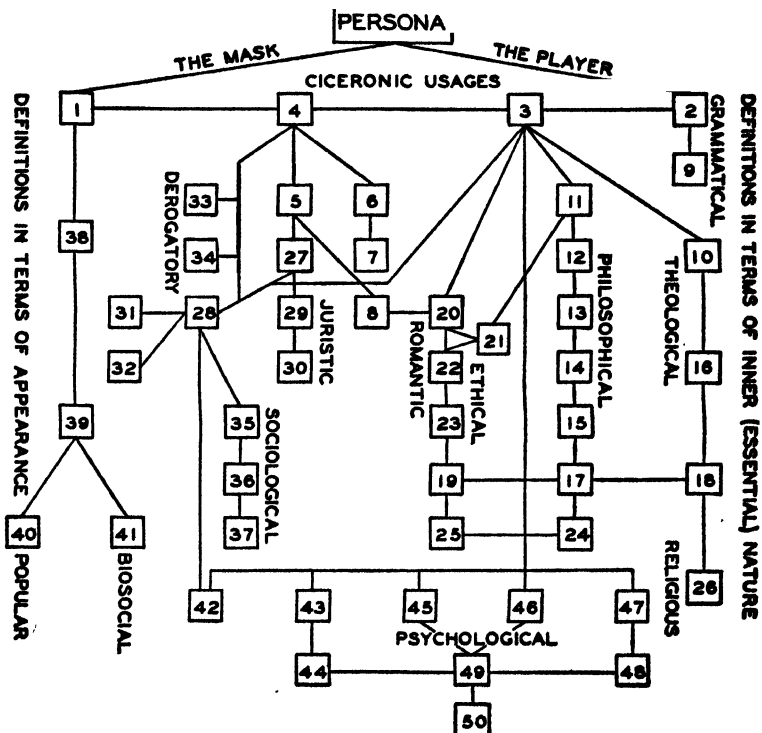 PERSONA
THE MASK
THE PLAYER
CICERONIC USAGES
1
4
3
2
DEFINITIONS IN TERMS OF APPEARANCE
GRAMMATICAL
DEFINITIONS IN TERMS OF INNER (ESSENTIAL) NATURE
9
33
5
6
11
DEROGATORY
38
34
27
7
12
10
PHILOSOPHICAL
THEOLOGICAL
31
28
29
8
20
13
JURISTIC
ROMANTIC
21
32
30
22
14
16
ETHICAL
39
35
23
15
SOCIOLOGICAL
36
19
17
18
40
41
37
25
24
POPULAR
BIOSOCIAL
RELIGIOUS
26
42
43
45
46
47
PSYCHOLOGICAL
44
49
48
50